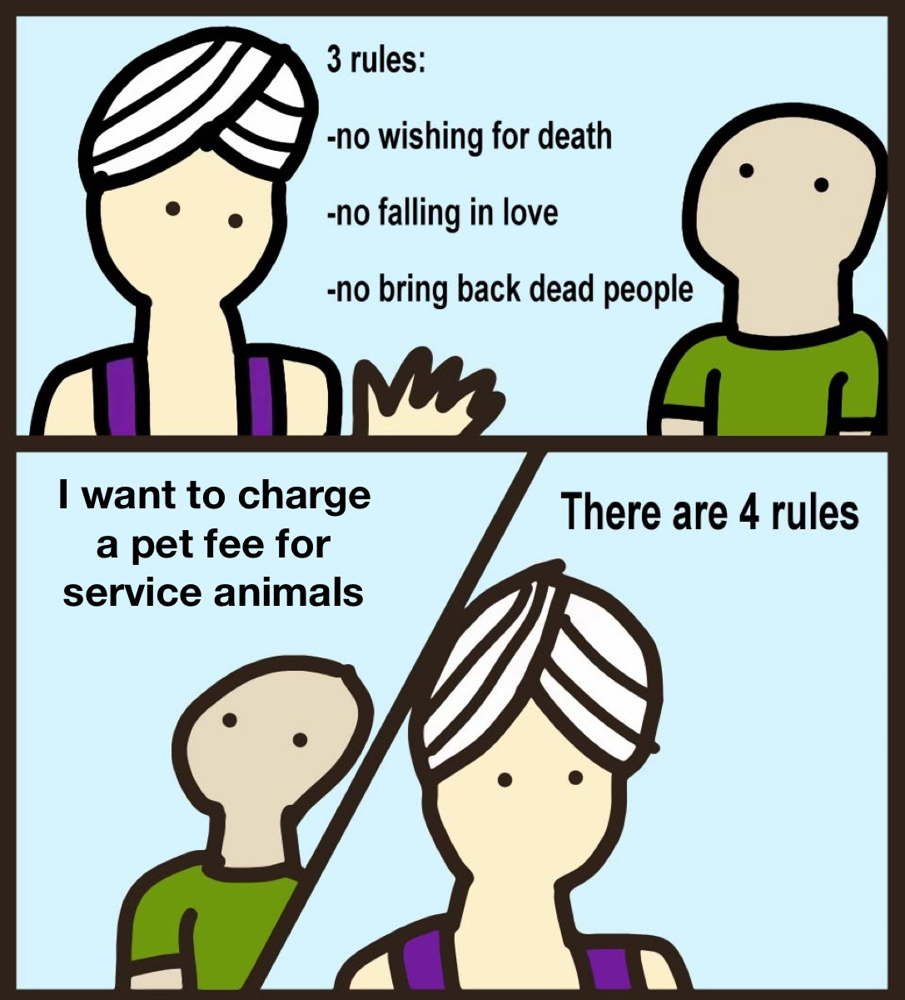 3 rules:
-no wishing for death
-no falling in love
-no bring back dead people
I want to charge
a pet fee for
service animals
There are 4 rules